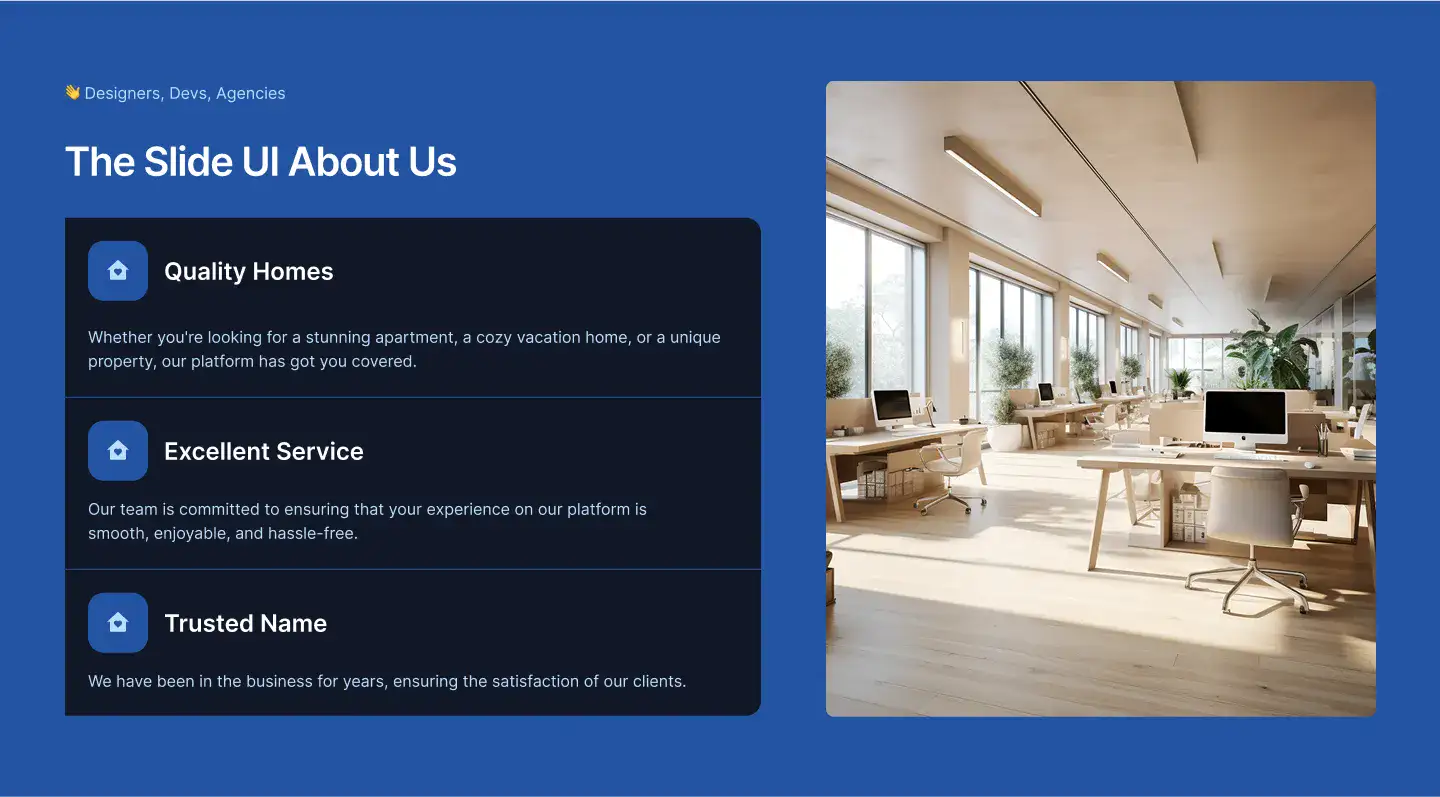 👋 Designers, Devs, Agencies
The Slide UI About Us
Quality Homes
Whether you're looking for a stunning apartment, a cozy vacation home, or a unique
property, our platform has got you covered.
Excellent Service
Our team is committed to ensuring that your experience on our platform is
smooth, enjoyable, and hassle-free.
Trusted Name
We have been in the business for years, ensuring the satisfaction of our clients.